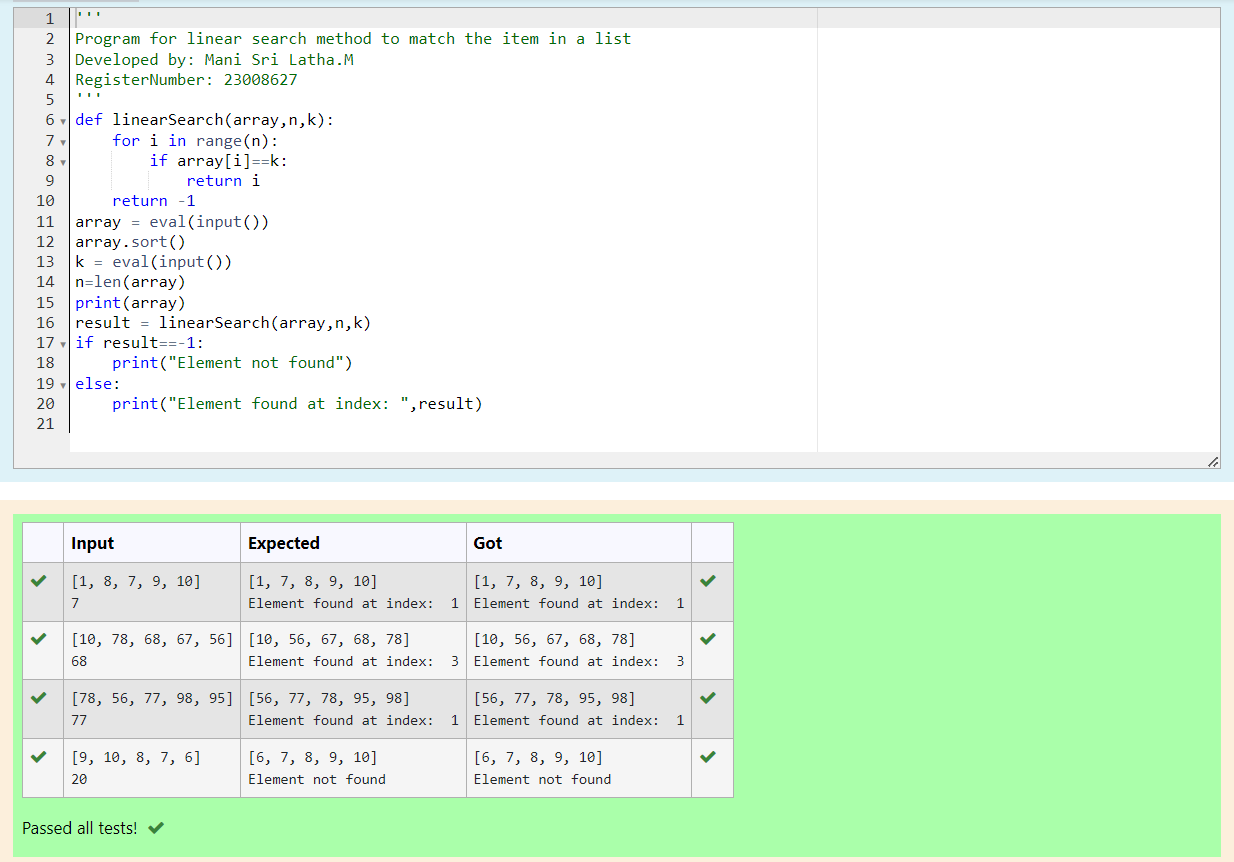 1 '''
2 Program for linear search method to match the item in a list
3 Developed by: Mani Sri Latha.M
4 RegisterNumber: 23008627
5 '''
6 def linearSearch(array,n,k):
7     for i in range(n):
8         if array[i]==k:
9             return i
10     return -1
11 array = eval(input())
12 array.sort()
13 k = eval(input())
14 n=len(array)
15 print(array)
16 result = linearSearch(array,n,k)
17 if result==-1:
18     print("Element not found")
19 else:
20     print("Element found at index: ",result)
21
Input Expected Got
[1, 8, 7, 9, 10] [1, 7, 8, 9, 10] [1, 7, 8, 9, 10]
7 Element found at index:  1 Element found at index:  1
[10, 78, 68, 67, 56] [10, 56, 67, 68, 78] [10, 56, 67, 68, 78]
68 Element found at index:  3 Element found at index:  3
[78, 56, 77, 98, 95] [56, 77, 78, 95, 98] [56, 77, 78, 95, 98]
77 Element found at index:  1 Element found at index:  1
[9, 10, 8, 7, 6] [6, 7, 8, 9, 10] [6, 7, 8, 9, 10]
20 Element not found Element not found
Passed all tests!